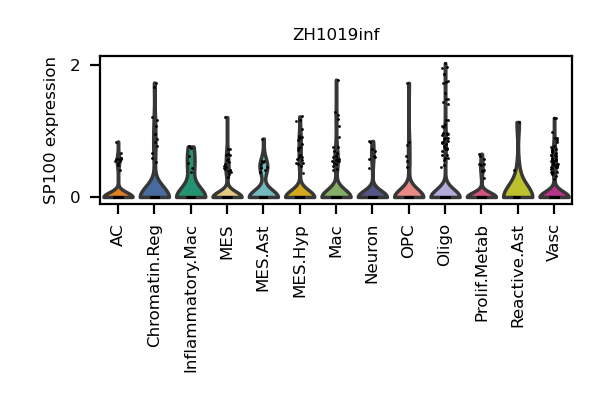 ZH1019inf
SP100 expression
2
0
AC
Chromatin.Reg
Inflammatory.Mac
MES
MES.Ast
MES.Hyp
Mac
Neuron
OPC
Oligo
Prolif.Metab
Reactive.Ast
Vasc